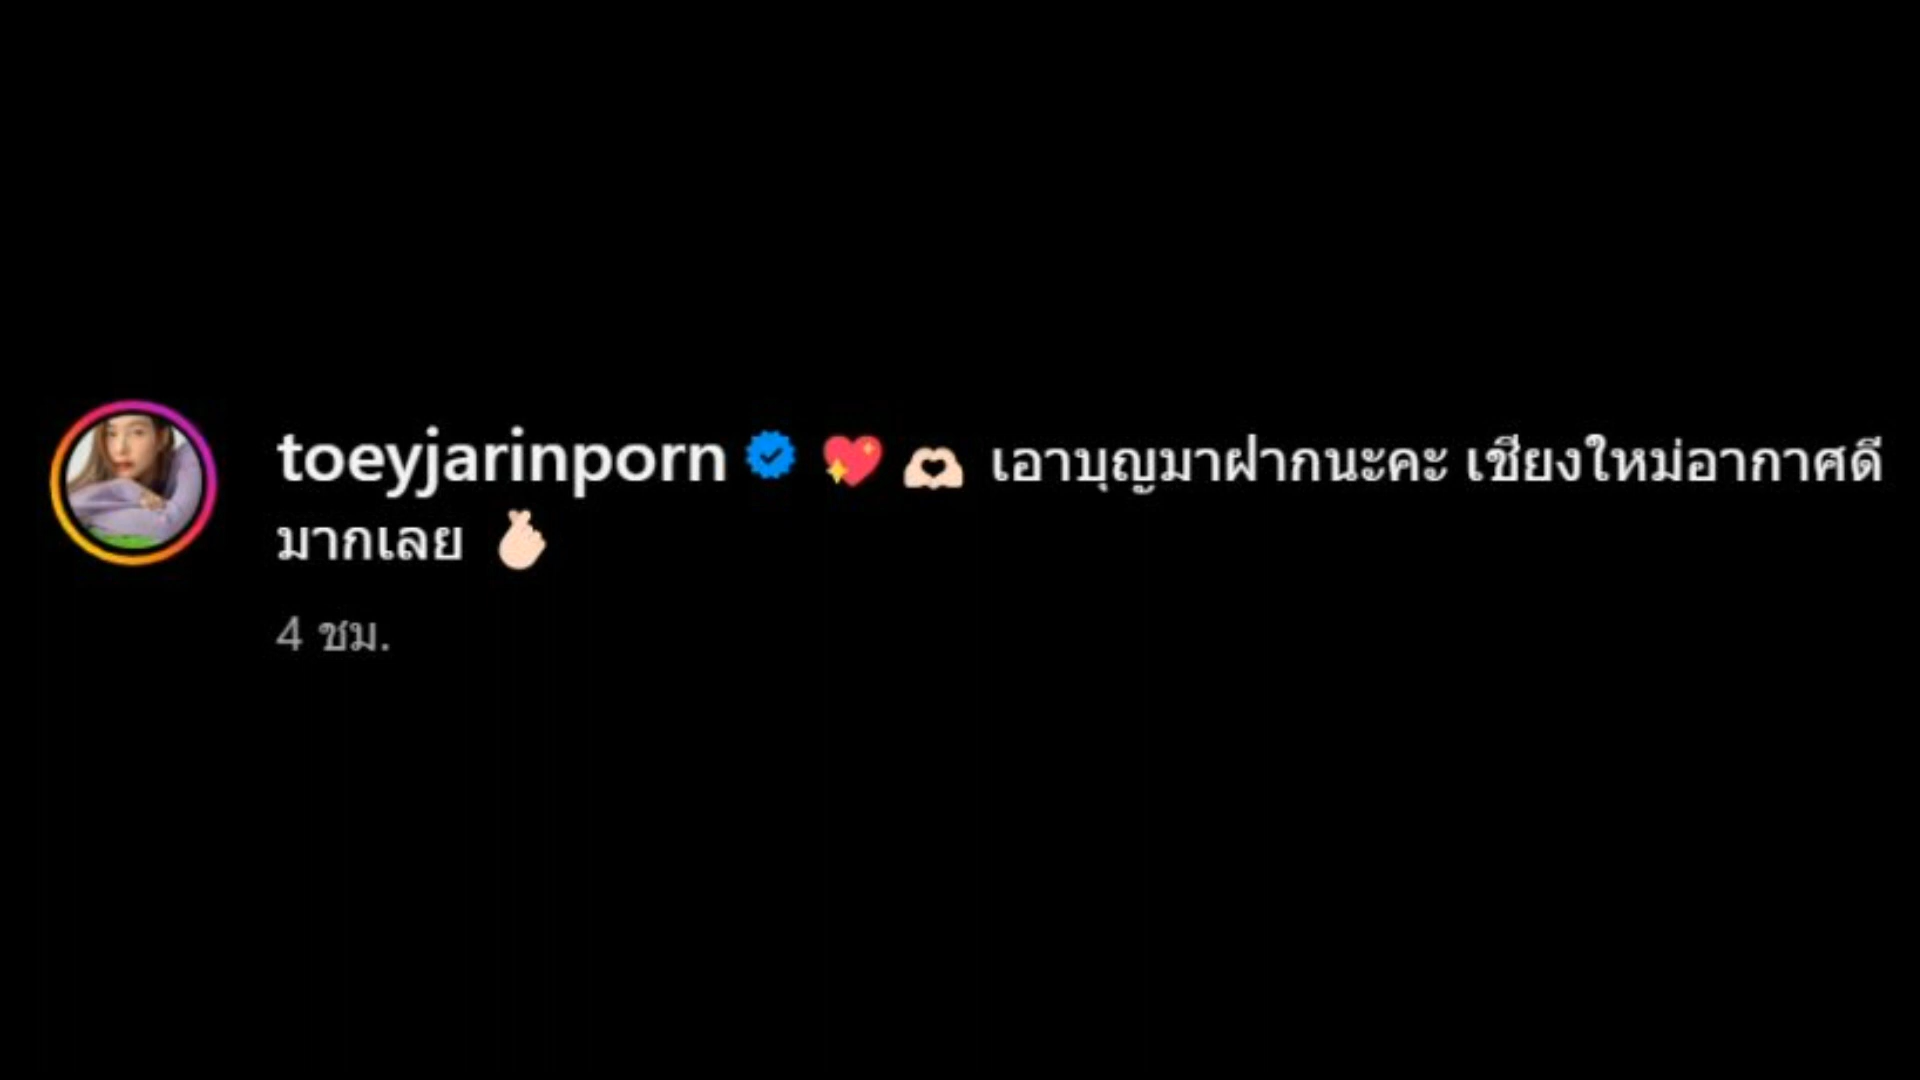 toeyjarinporn 💖 🫶🏻 เอาบุญมาฝากนะคะ เชียงใหม่อากาศดี
มากเลย 🫰🏻
4 ชม.